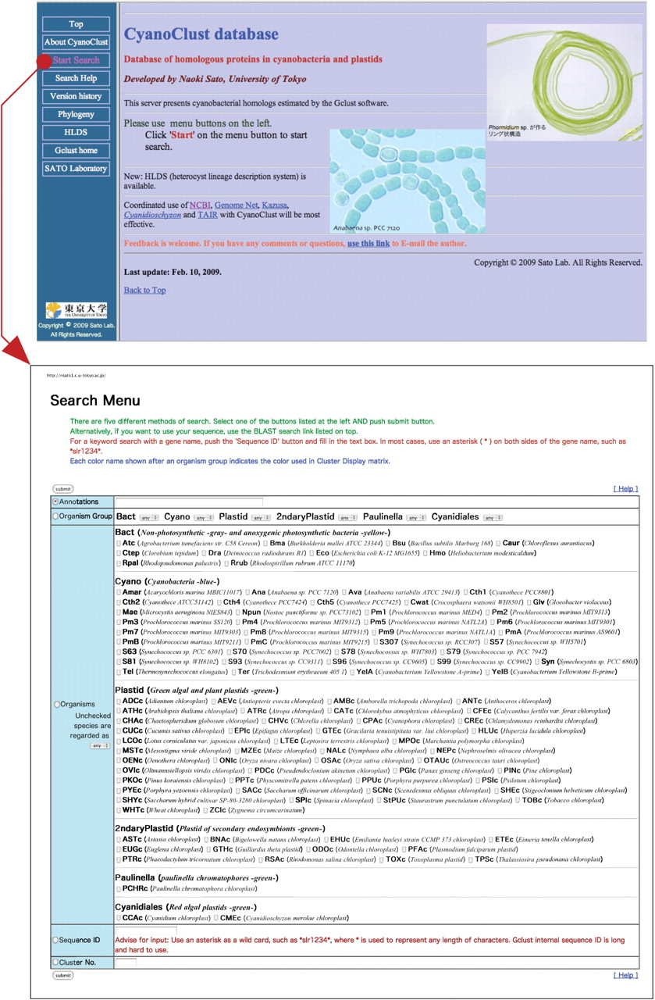 Top
About CyanoClust
Start Search
Search Help
Version history
Phylogeny
HLDS
Gclust home
SATO Laboratory
東京大学
THE UNIVERSITY OF TOKYO
Copyright © 2009 Sato Lab.
All Rights Reserved.
CyanoClust database
Database of homologous proteins in cyanobacteria and plastids
Developed by Naoki Sato, University of Tokyo
This server presents cyanobacterial homologs estimated by the Gclust software.
Please use menu buttons on the left.
Click 'Start' on the menu button to start
search.
New: HLDS (heterocyst lineage description system) is
available.
Coordinated use of NCBI, Genome Net, Kazusa,
Cyanidioschyzon and TAIR with CyanoClust will be most
effective.
Phormidium sp. が作る
リング状構造
Anabaena sp. PCC 7120
Feedback is welcome. If you have any comments or questions, use this link to E-mail the author.
Copyright © 2009 Sato Lab. All Rights Reserved.
Last update: Feb. 10, 2009.
Back to Top
http://nsato1.c.u-tokyo.ac.jp/
Search Menu
There are five different methods of search. Select one of the buttons listed at the left AND push submit button.
Alternatively, if you want to use your sequence, use the BLAST search link listed on top.
For a keyword search with a gene name, push the 'Sequence ID' button and fill in the text box. In most cases, use an asterisk ( * ) on both sides of the gene name, such as
*slr1234*.
Each color name shown after an organism group indicates the color used in Cluster Display matrix.
submit [ Help ]
Annotations
Organism Group Bact any Cyano any Plastid any 2ndaryPlastid any Paulinella any Cyanidiales any
Organisms
Unchecked
species are
regarded as
any
Bact (Non-photosynthetic -gray- and anoxygenic photosynthetic bacteria -yellow-)
Atc (Agrobacterium tumefaciens str. C58 Cereon) Bma (Burkholderia mallei ATCC 23344) Bsu (Bacillus subtilis Marburg 168) Caur (Chloroflexus aurantiacus)
Ctep (Clorobium tepidum) Dra (Deinococcus radiodurans R1) Eco (Escherichia coli K-12 MG1655) Hmo (Heliobacterium modesticaldum)
Rpal (Rhodopsudomonas palustris) Rrub (Rhodospirillum rubrum ATCC 11170)
Cyano (Cyanobacteria -blue-)
Amar (Acaryochloris marina MBIC11017) Ana (Anabaena sp. PCC 7120) Ava (Anabaena variabilis ATCC 29413) Cth1 (Cyanothece PCC8801)
Cth2 (Cyanothece ATCC51142) Cth4 (Cyanothece PCC7424) Cth5 (Cyanothece PCC7425) Cwat (Crocosphaera watsonii WH8501) Glv (Gloeobacter violaceus)
Mae (Microcystis aeruginosa NIES843) Npun (Nostoc punctiforme sp. PCC73102) Pm1 (Prochlorococcus marinus MED4) Pm2 (Prochlorococcus marinus MIT9313)
Pm3 (Prochlorococcus marinus SS120) Pm4 (Prochlorococcus marinus MIT9312) Pm5 (Prochlorococcus marinus NATL2A) Pm6 (Prochlorococcus marinus MIT9301)
Pm7 (Prochlorococcus marinus MIT9303) Pm8 (Prochlorococcus marinus MIT9315) Pm9 (Prochlorococcus marinus NATL1A) PmA (Prochlorococcus marinus AS9601)
PmB (Prochlorococcus marinus MIT9211) PmC (Prochlorococcus marinus MIT9215) S307 (Synechococcus sp. RCC307) S57 (Synechococcus sp. WH5701)
S63 (Synechococcus sp. PCC 6301) S70 (Synechococcus sp. PCC7002) S78 (Synechocossus sp. WH7803) S79 (Synechococcus sp. PCC 7942)
S81 (Synechococcus sp. WH8102) S93 (Synechococcus sp. CC9311) S96 (Synechococcus sp. CC9605) S99 (Synechococcus sp. CC9902) Syn (Synechocystis sp. PCC 6803)
Tel (Thermosynechococcus elongatus) Ter (Trichodesmium erythraeum 405 1) YelA (Cyanobacterium Yellowstone A-prime) YelB (Cyanobacterium Yellowstone B-prime)
Plastid (Green algal and plant plastids -green-)
ADCc (Adiantum chloroplast) AEVc (Antiopteris evecta chloroplast) AMBc (Amborella trichopoda chloroplast) ANTc (Anthoceros chloroplast)
ATHc (Arabidopsis thaliana chloroplast) ATRc (Atropa chloroplast) CATc (Chlorokybus atmophyticus chloroplast) CFEc (Calycanthus fertilis var. ferax chloroplast)
CHAc (Chaetospheridium globosum chloroplast) CHVc (Chlorella chloroplast) CPAc (Cyanophora chloroplast) CREc (Chlamydomonas reinhardtii chloroplast)
CUCc (Cucumis sativus chloroplast) EPIc (Epifagus chloroplast) GTEc (Gracilaria tenuistipitata var. liui chloroplast) HLUc (Huperzia lucidula chloroplast)
LCOc (Lotus corniculatus var. japonicus chloroplast) LTEc (Leptosira terrestris chloroplast) MPOc (Marchantia polymorpha chloroplast)
MSTc (Mesostigma viride chloroplast) MZEc (Maize chloroplast) NALc (Nymphaea alba chloroplast) NEPc (Nephroselmis olivacea chloroplast)
OENc (Oenothera chloroplast) ONIc (Oryza nivara chloroplast) OSAc (Oryza sativa chloroplast) OTAUc (Ostreococcus tauri chloroplast)
OVIc (Oltmannsiellopsis viridis chloroplast) PDCc (Pseudendoclonium akinetum chloroplast) PGIc (Panax ginseng chloroplast) PINc (Pine chloroplast)
PKOc (Pinus koraiensis chloroplast) PPTc (Physcomitrella patens chloroplast) PPUc (Porphyra purpurea chloroplast) PSIc (Psilotum chloroplast)
PYEc (Porphyra yezoensis chloroplast) SACc (Saccharum officinarum chloroplast) SCNc (Scenedesmus obliquus chloroplast) SHEc (Stigeoclonium helveticum chloroplast)
SHYc (Saccharum hybrid cultivar SP-80-3280 chloroplast) SPIc (Spinacia chloroplast) StPUc (Staurastrum punctulatum chloroplast) TOBc (Tobacco chloroplast)
WHTc (Wheat chloroplast) ZCIc (Zygnema circumcarinatum)
2ndaryPlastid (Plastid of secondary endosymbionts -green-)
ASTc (Astasia chloroplast) BNAc (Bigelowella natans chloroplast) EHUc (Emiliania huxleyi strain CCMP 373 chloroplast) ETEc (Eimeria tenella chloroplast)
EUGc (Euglena chloroplast) GTHc (Guillardia theta plastid) ODOc (Odontella chloroplast) PFAc (Plasmodium falciparum plastid)
PTRc (Phaeodactylum tricornutum chloroplast) RSAc (Rhodomonas salina chloroplast) TOXc (Toxoplasma plastid) TPSc (Thalassiosira pseudonana chloroplast)
Paulinella (paulinella chromatophores -green-)
PCHRc (Paulinella chromatophora chloroplast)
Cyanidiales (Red algal plastids -green-)
CCAc (Cyanidium chloroplast) CMEc (Cyanidioschyzon merolae chloroplast)
Sequence ID
Advise for input: Use an asterisk as a wild card, such as *slr1234*, where * is used to represent any length of characters. Gclust internal sequence ID is long
and hard to use.
Cluster No.
submit [ Help ]